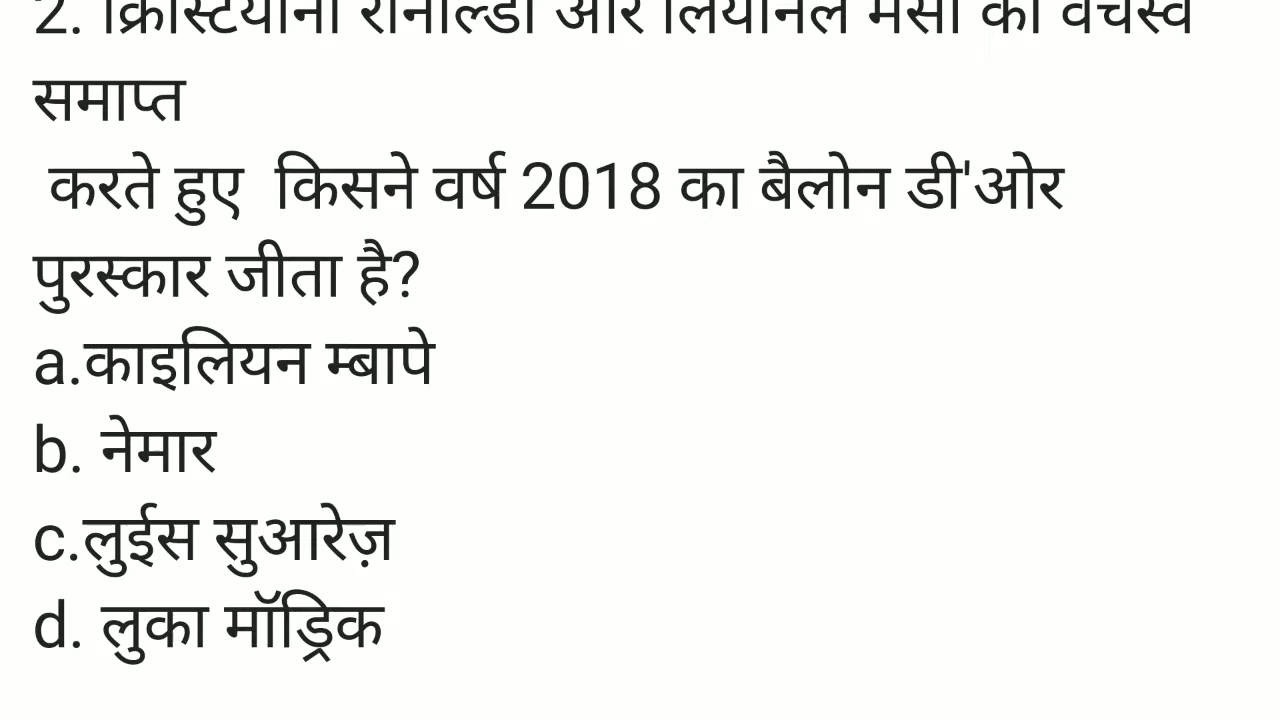 2. क्रिस्टियानो रोनाल्डो और लियोनेल मेसी का वर्चस्व
समाप्त
करते हुए किसने वर्ष 2018 का बैलोन डी'ओर
पुरस्कार जीता है?
a.काइलियन म्बापे
b. नेमार
c.लुईस सुआरेज़
d. लुका मॉड्रिक